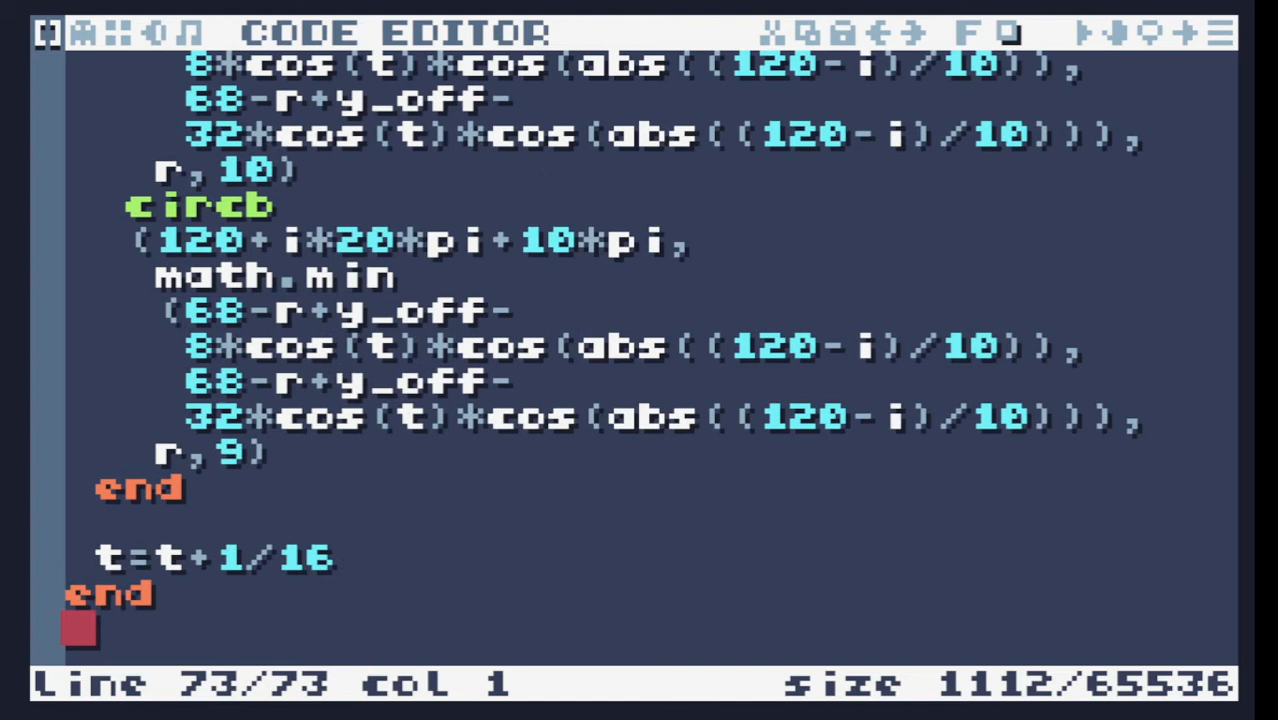 CODE EDITOR F
8*cos(t)*cos(abs((120-i)/10)),
68-r+y_off-
32*cos(t)*cos(abs((120-i)/10))),
r,10)
circb
(120+i*20*pi+10*pi,
math.min
(68-r+y_off-
8*cos(t)*cos(abs((120-i)/10)),
68-r+y_off-
32*cos(t)*cos(abs((120-i)/10))),
r,9)
end
t=t+1/16
end
line 73/73 col 1 size 1112/65536